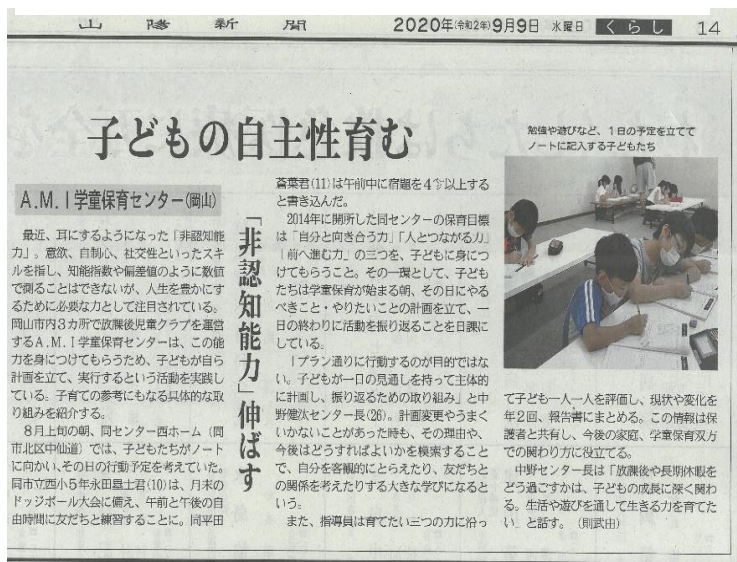 山陽新聞 2020年(令和2年)9月9日 水曜日 くらし 14
子どもの自主性育む
「非認知能力」伸ばす
A.M.I学童保育センター(岡山)
最近、耳にするようになった「非認知能
力」。意欲、自制心、社交性といったスキ
ルを指し、知能指数や偏差値のように数値
で測ることはできないが、人生を豊かにす
るために必要な力として注目されている。
岡山市内3カ所で放課後児童クラブを運営
するA.M.I学童保育センターは、この能
力を身につけてもらうため、子どもが自ら
計画を立て、実行するという活動を実践し
ている。子育ての参考にもなる具体的な取
り組みを紹介する。
8月上旬の朝、同センター西ホーム(同
市北区中仙道)では、子どもたちがノート
に向かい、その日の行動予定を考えていた。
同市立西小5年永田塁士君(10)は、月末の
ドッジボール大会に備え、午前と午後の自
由時間に友だちと練習することに。同平田
蒼葉君(11)は午前中に宿題を4㌻以上する
と書き込んだ。
2014年に開所した同センターの保育目標
は「自分と向き合う力」「人とつながる力」
「前へ進む力」の三つを、子どもに身につ
けてもらうこと。その一環として、子ども
たちは学童保育が始まる朝、その日にやる
べきこと・やりたいことの計画を立て、一
日の終わりに活動を振り返ることを日課に
している。
「プラン通りに行動するのが目的ではな
い。子どもが一日の見通しを持って主体的
に計画し、振り返るための取り組み」と中
野健汰センター長(26)。計画変更やうまく
いかないことがあった時も、その理由や、
今後はどうすればよいかを模索すること
で、自分を客観的にとらえたり、友だちと
の関係を考えたりする大きな学びになると
いう。
また、指導員は育てたい三つの力に沿っ
勉強や遊びなど、1日の予定を立てて
ノートに記入する子どもたち
て子ども一人一人を評価し、現状や変化を
年2回、報告書にまとめる。この情報は保
護者と共有し、今後の家庭、学童保育双方
での関わり方に役立てる。
中野センター長は「放課後や長期休暇を
どう過ごすかは、子どもの成長に深く関わ
る。生活や遊びを通して生きる力を育てた
い」と話す。(則武由)